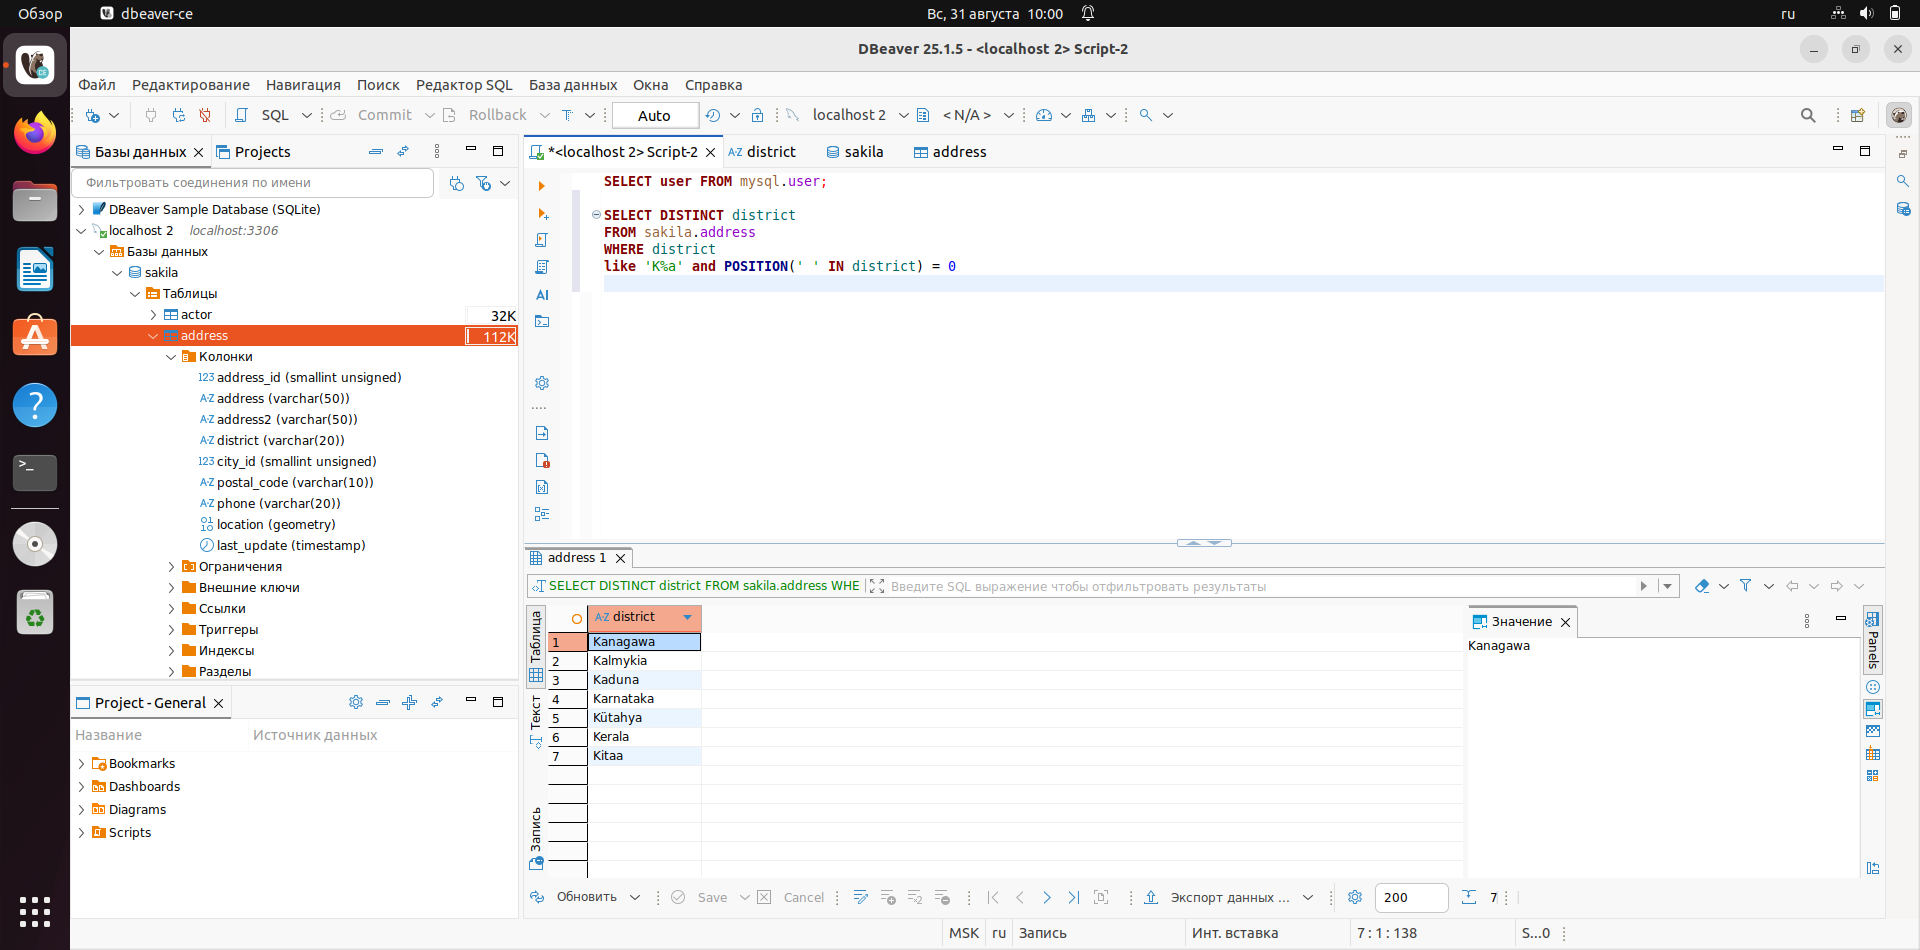 Обзор
dbeaver-ce
Вс, 31 августа 10:00
ru
DBeaver 25.1.5 - <localhost 2> Script-2
Файл Редактирование Навигация Поиск Редактор SQL База данных Окна Справка
SQL Commit Rollback Auto localhost 2 < N/A >
Базы данных Projects
Фильтровать соединения по имени
DBeaver Sample Database (SQLite)
localhost 2 localhost:3306
Базы данных
sakila
Таблицы
actor 32K
address 112K
Колонки
123 address_id (smallint unsigned)
A-Z address (varchar(50))
A-Z address2 (varchar(50))
A-Z district (varchar(20))
123 city_id (smallint unsigned)
A-Z postal_code (varchar(10))
A-Z phone (varchar(20))
location (geometry)
last_update (timestamp)
Ограничения
Внешние ключи
Ссылки
Триггеры
Индексы
Разделы
Project - General
Название Источник данных
Bookmarks
Dashboards
Diagrams
Scripts
*<localhost 2> Script-2 A-Z district sakila address
SELECT user FROM mysql.user;
SELECT DISTINCT district
FROM sakila.address
WHERE district
like 'K%a' and POSITION(' ' IN district) = 0
AI
address 1
SELECT DISTINCT district FROM sakila.address WHE Введите SQL выражение чтобы отфильтровать результаты
Таблица
Текст
Запись
A-Z district
1 Kanagawa
2 Kalmykia
3 Kaduna
4 Karnataka
5 Kütahya
6 Kerala
7 Kitaa
Значение
Kanagawa
Panels
Обновить Save Cancel Экспорт данных ... 200 7
MSK ru Запись Инт. вставка 7 : 1 : 138 S...0